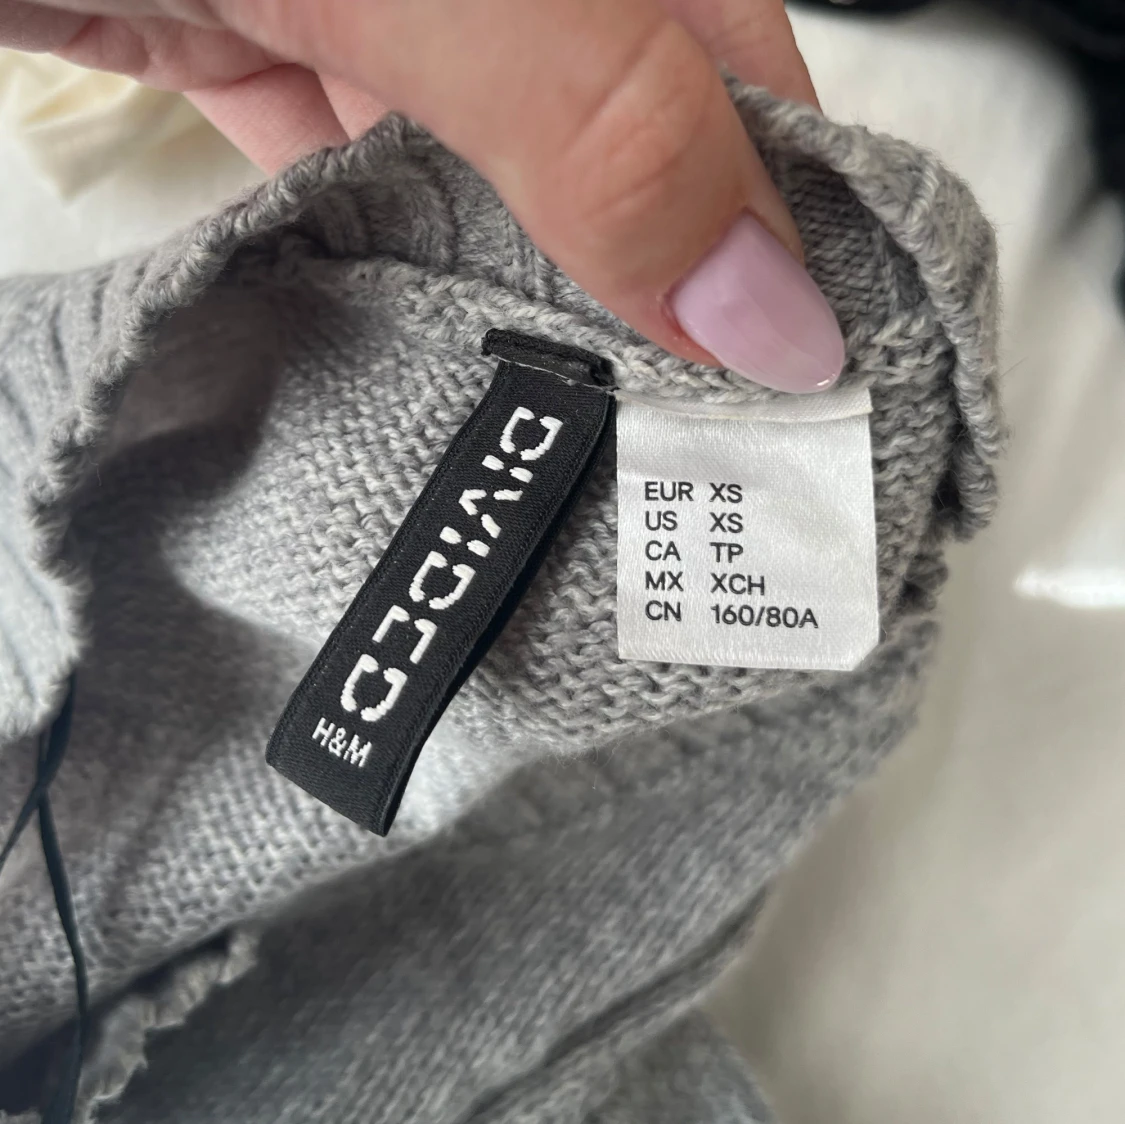 DIVIDED
H&M
EUR XS
US XS
CA TP
MX XCH
CN 160/80A